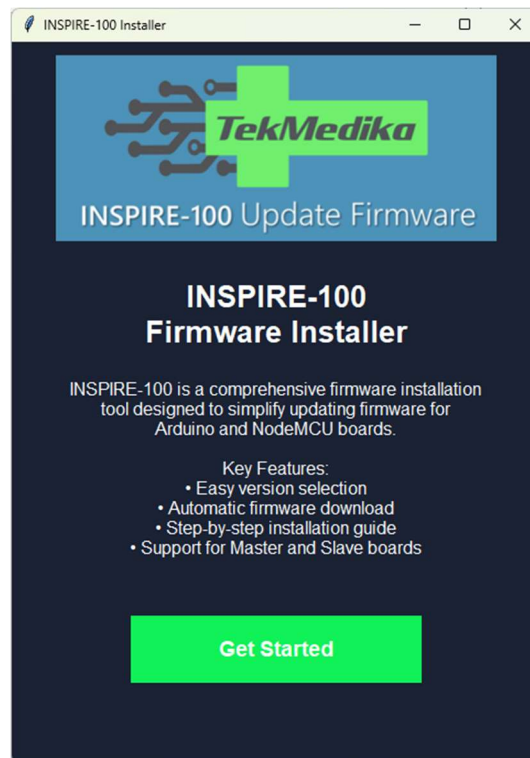 INSPIRE-100 Installer
TekMedika
INSPIRE-100 Update Firmware
INSPIRE-100
Firmware Installer
INSPIRE-100 is a comprehensive firmware installation
tool designed to simplify updating firmware for
Arduino and NodeMCU boards.
Key Features:
• Easy version selection
• Automatic firmware download
• Step-by-step installation guide
• Support for Master and Slave boards
Get Started